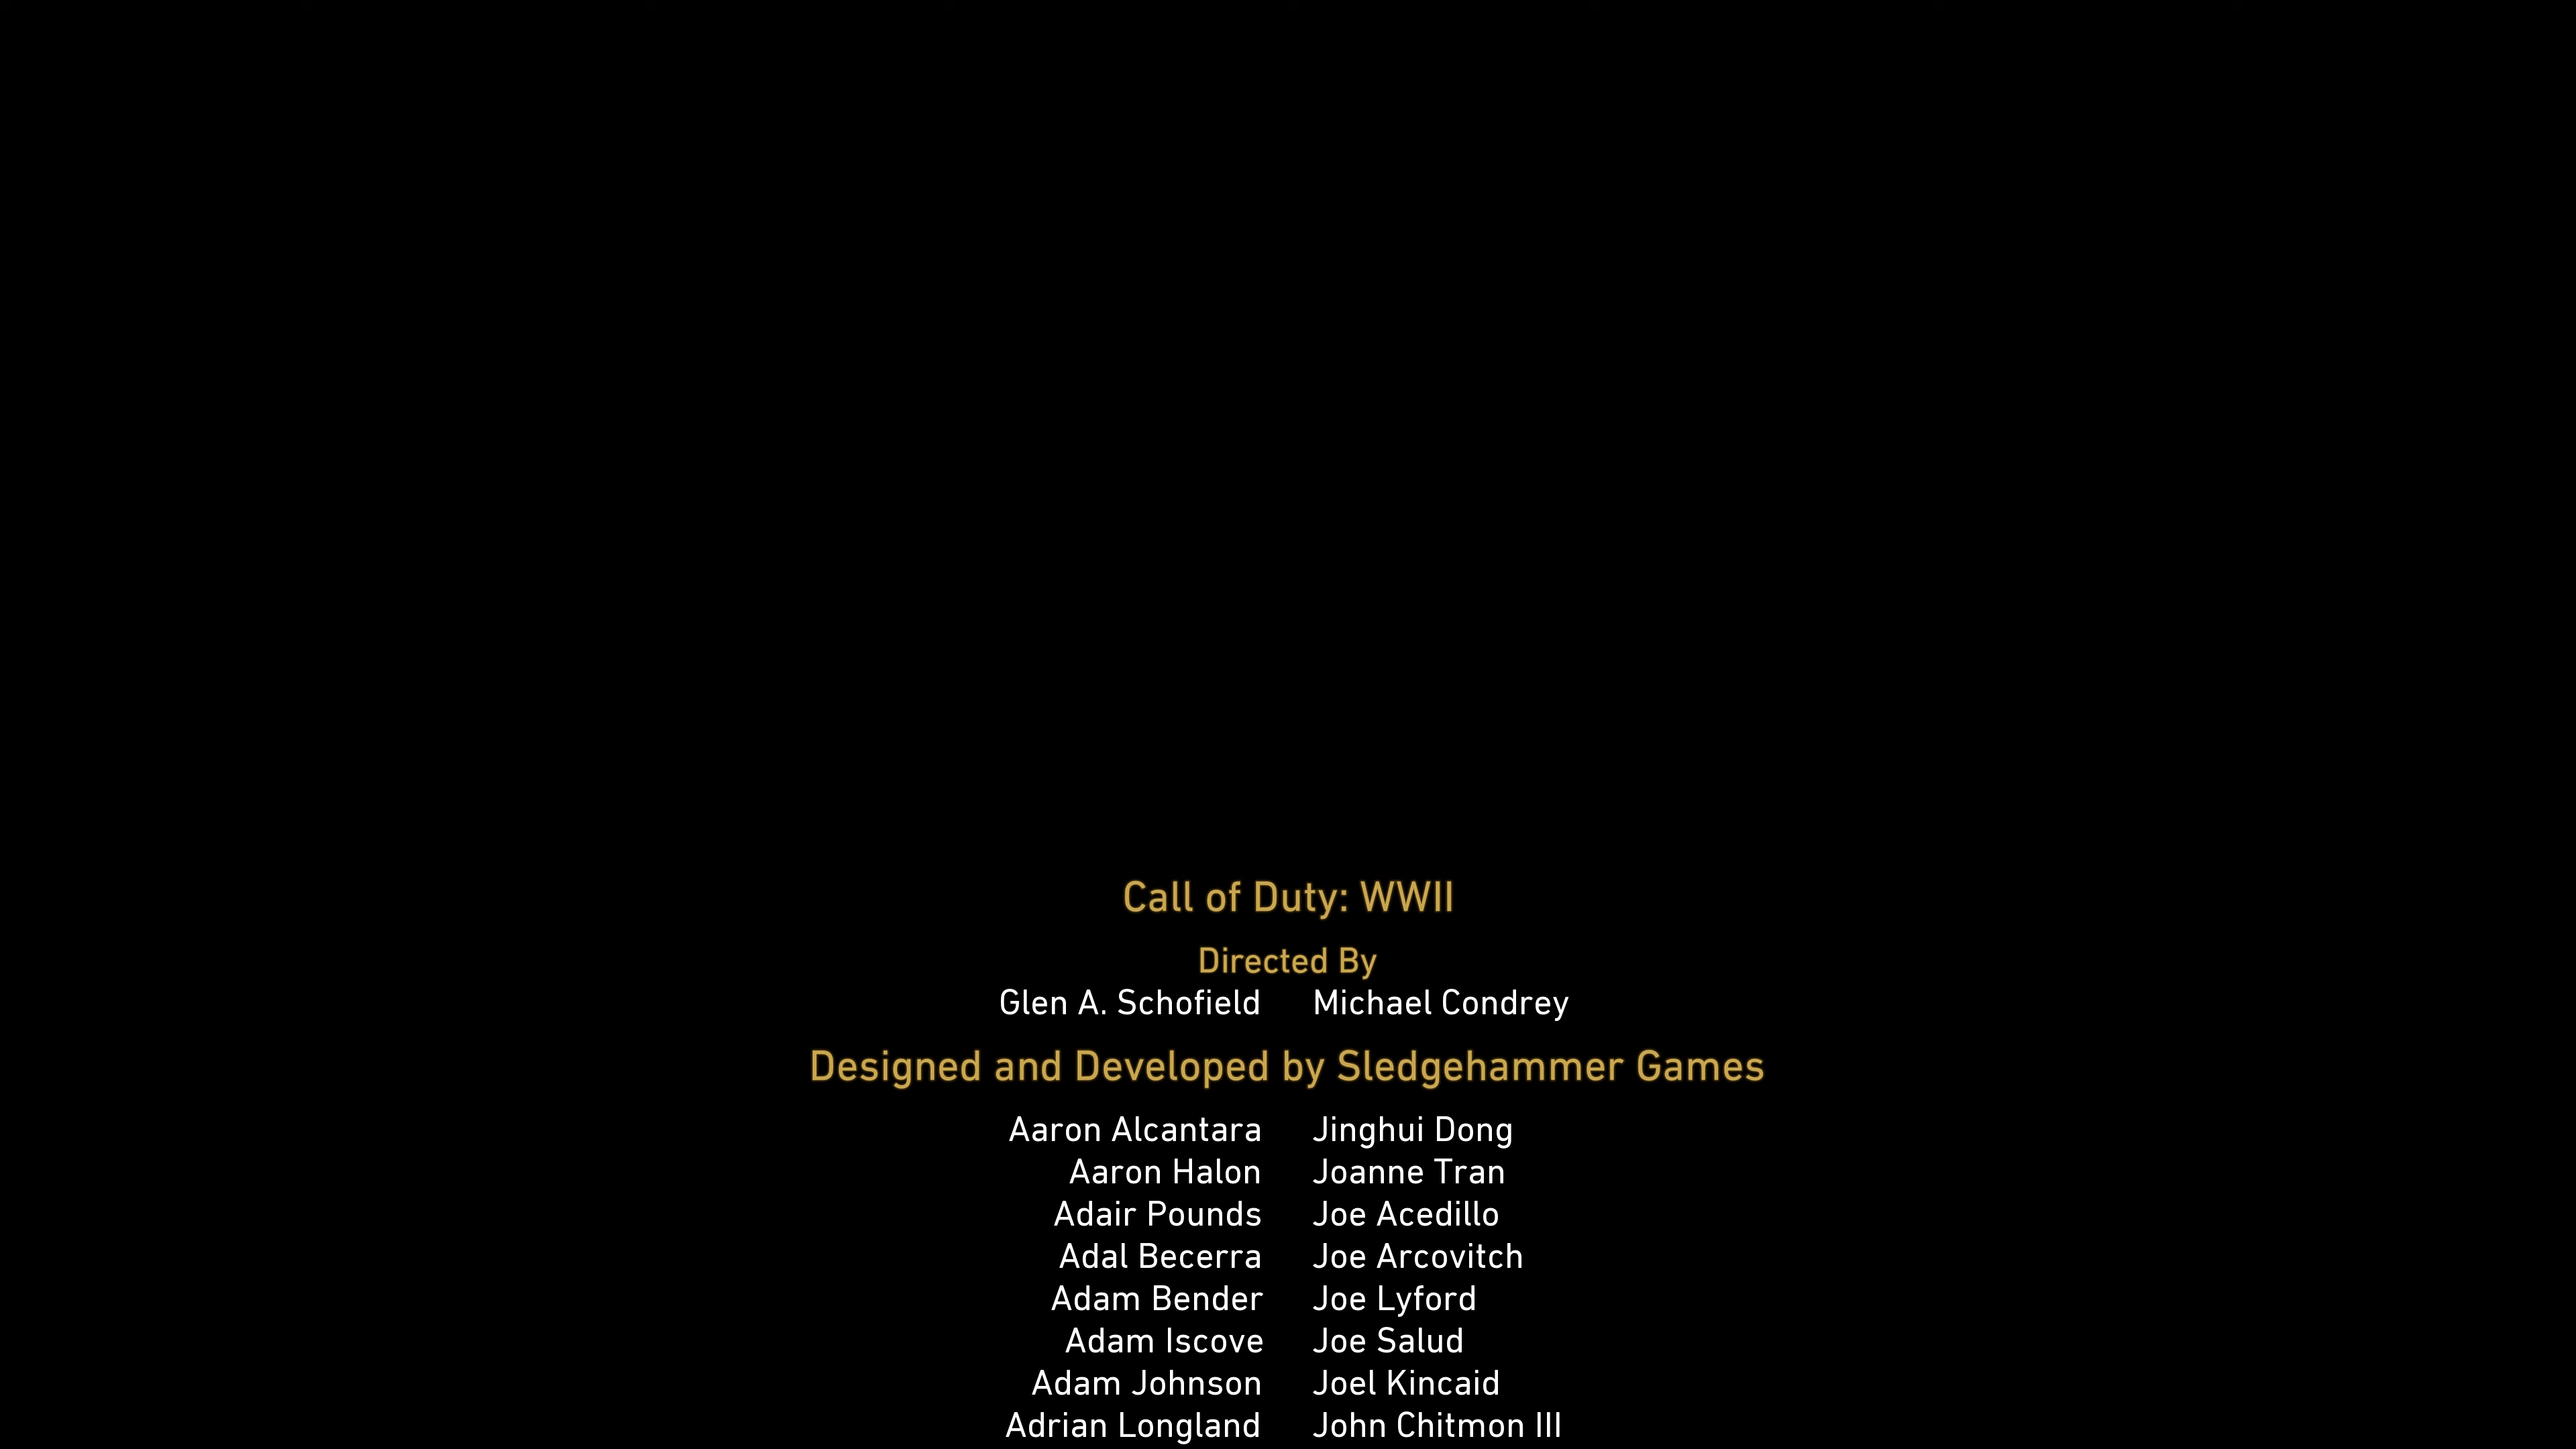 Call of Duty: WWII
Directed By
Glen A. Schofield Michael Condrey
Designed and Developed by Sledgehammer Games
Aaron Alcantara Jinghui Dong
Aaron Halon Joanne Tran
Adair Pounds Joe Acedillo
Adal Becerra Joe Arcovitch
Adam Bender Joe Lyford
Adam Iscove Joe Salud
Adam Johnson Joel Kincaid
Adrian Longland John Chitmon III